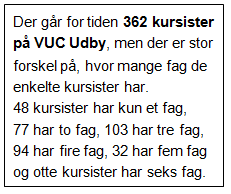 Der går for tiden 362 kursister
på VUC Udby, men der er stor
forskel på, hvor mange fag de
enkelte kursister har.
48 kursister har kun et fag,
77 har to fag, 103 har tre fag,
94 har fire fag, 32 har fem fag
og otte kursister har seks fag.